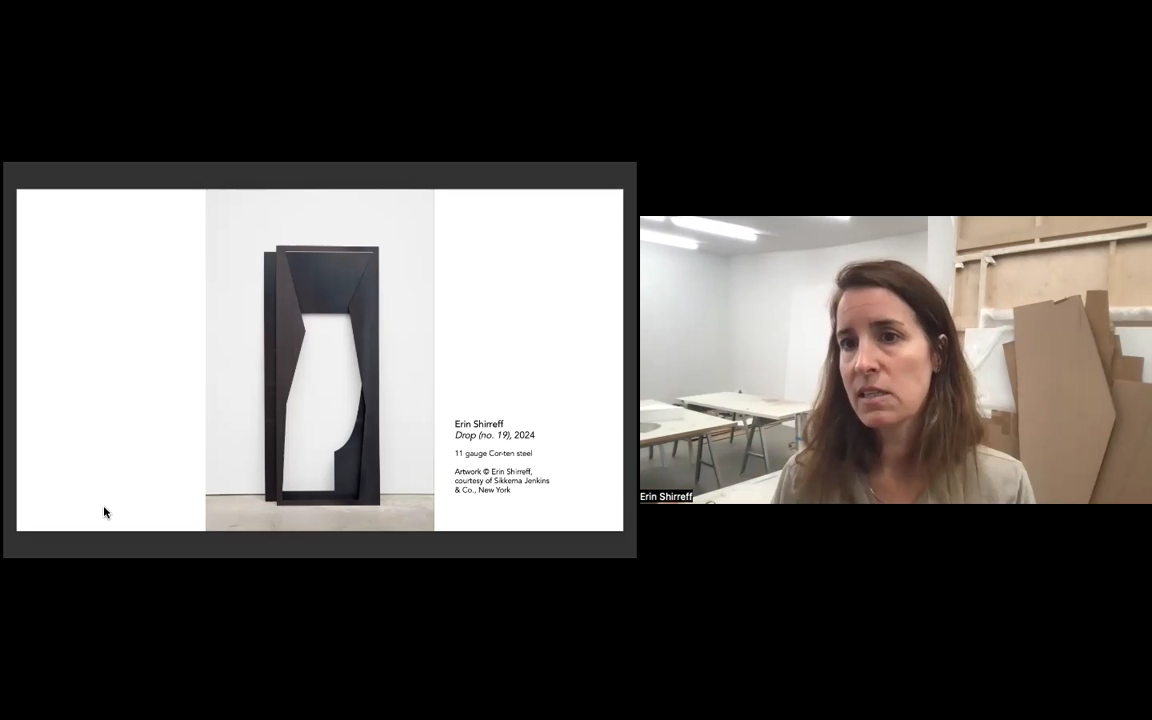 Erin Shirreff
Drop (no. 19), 2024
11 gauge Cor-ten steel
Artwork © Erin Shirreff,
courtesy of Sikkema Jenkins
& Co., New York
Erin Shirreff